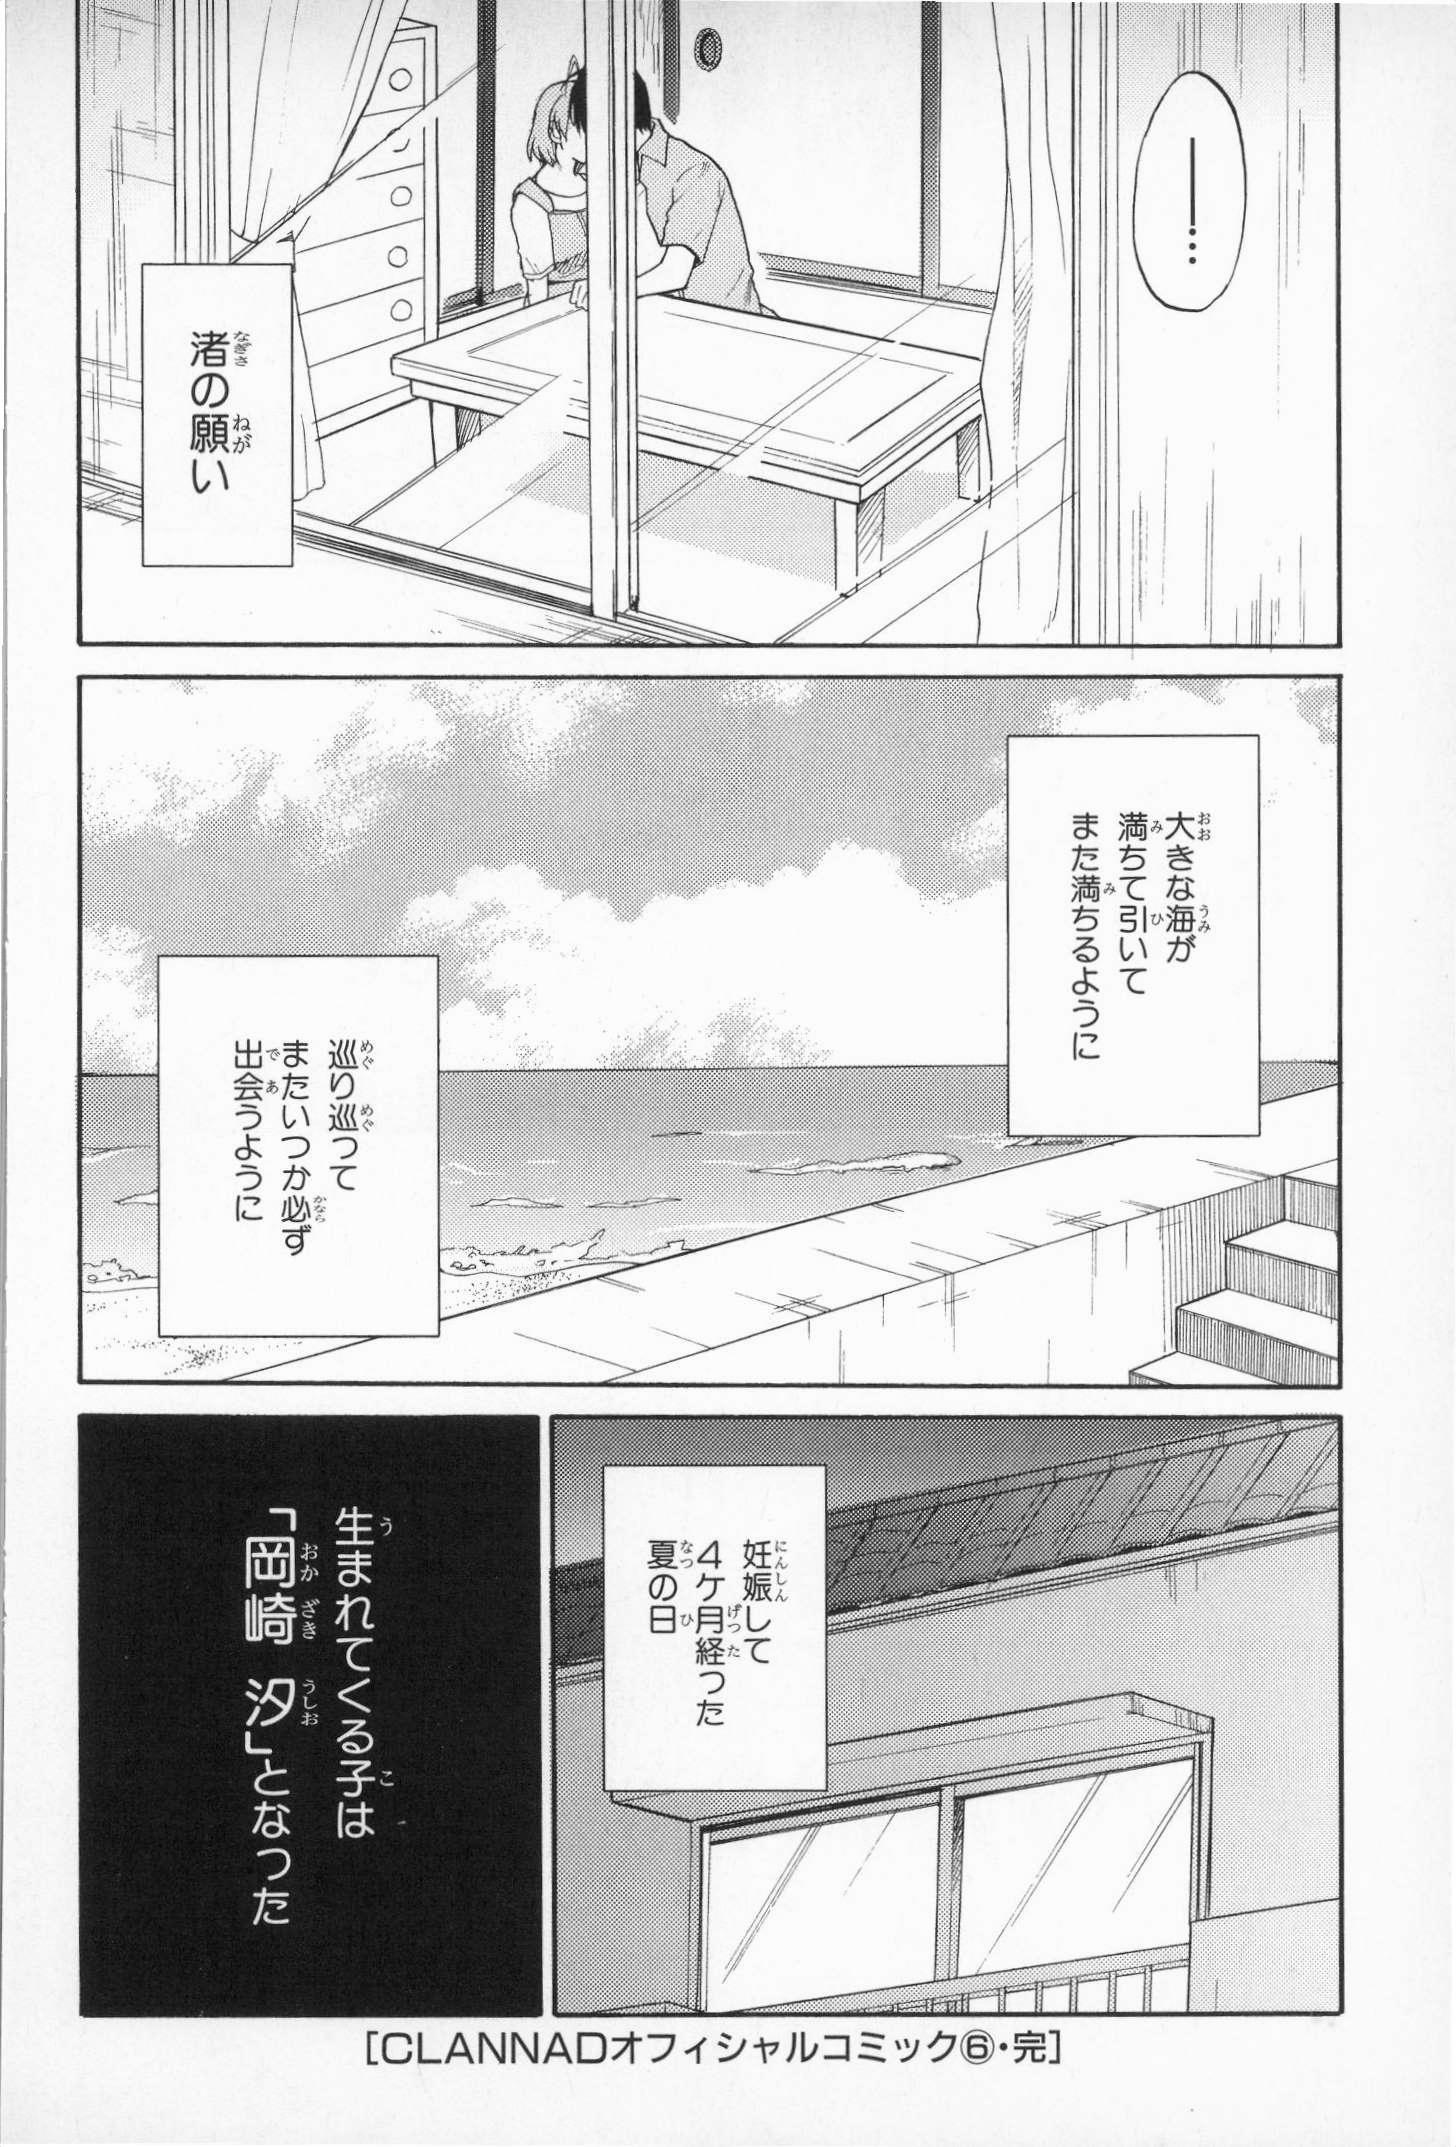 ――…
渚の願い
大きな海が
満ちて引いて
また満ちるように
巡り巡って
またいつか必ず
出会うように
妊娠して
4ケ月経った
夏の日
生まれてくる子は
「岡崎 汐」となった
[CLANNADオフィシャルコミック⑥・完]